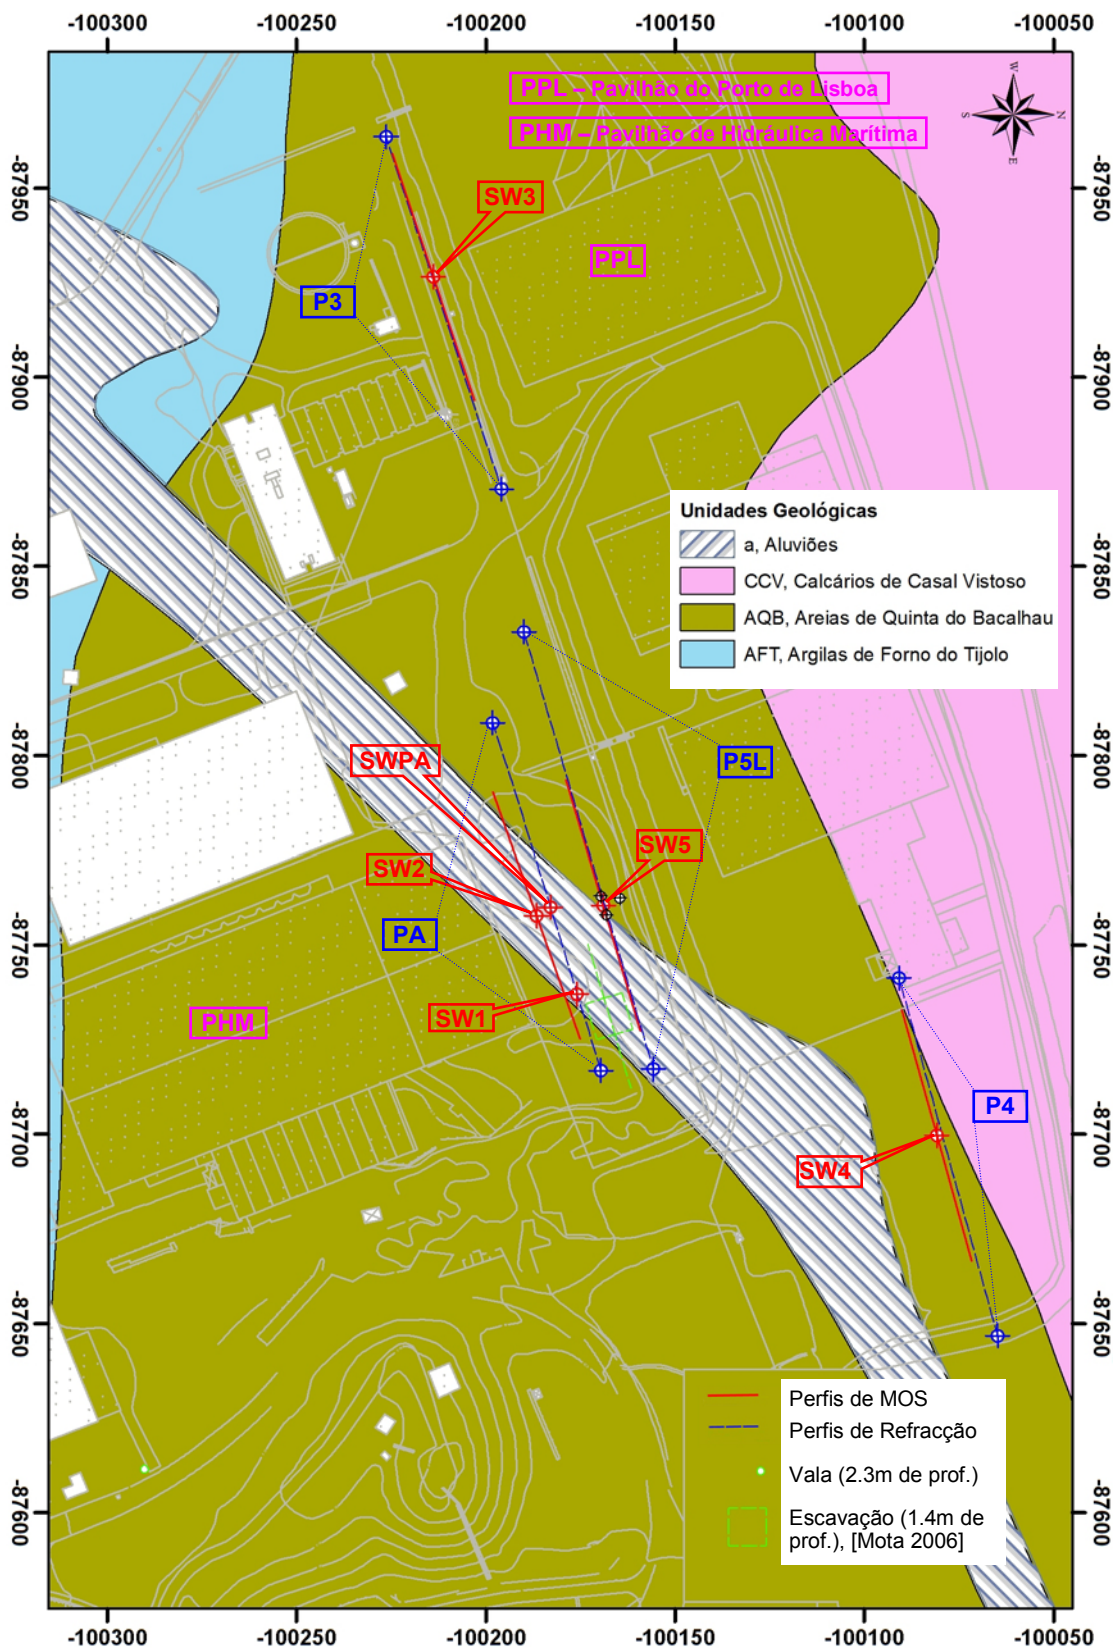 -100300 -100250 -100200 -100150 -100100 -100050
PPL – Pavilhão do Porto de Lisboa
PHM – Pavilhão de Hidráulica Marítima
W
S
N
E
-87950
-87950
SW3
PPL
P3
-87900
-87900
Unidades Geológicas
a, Aluviões
CCV, Calcários de Casal Vistoso
AQB, Areias de Quinta do Bacalhau
AFT, Argilas de Forno do Tijolo
-87850
-87850
-87800
-87800
SWPA
P5L
SW5
SW2
PA
-87750
-87750
SW1
PHM
P4
-87700
-87700
SW4
-87650
-87650
Perfis de MOS
Perfis de Refracção
Vala (2.3m de prof.)
Escavação (1.4m de
prof.), [Mota 2006]
-87600
-87600
-100300 -100250 -100200 -100150 -100100 -100050